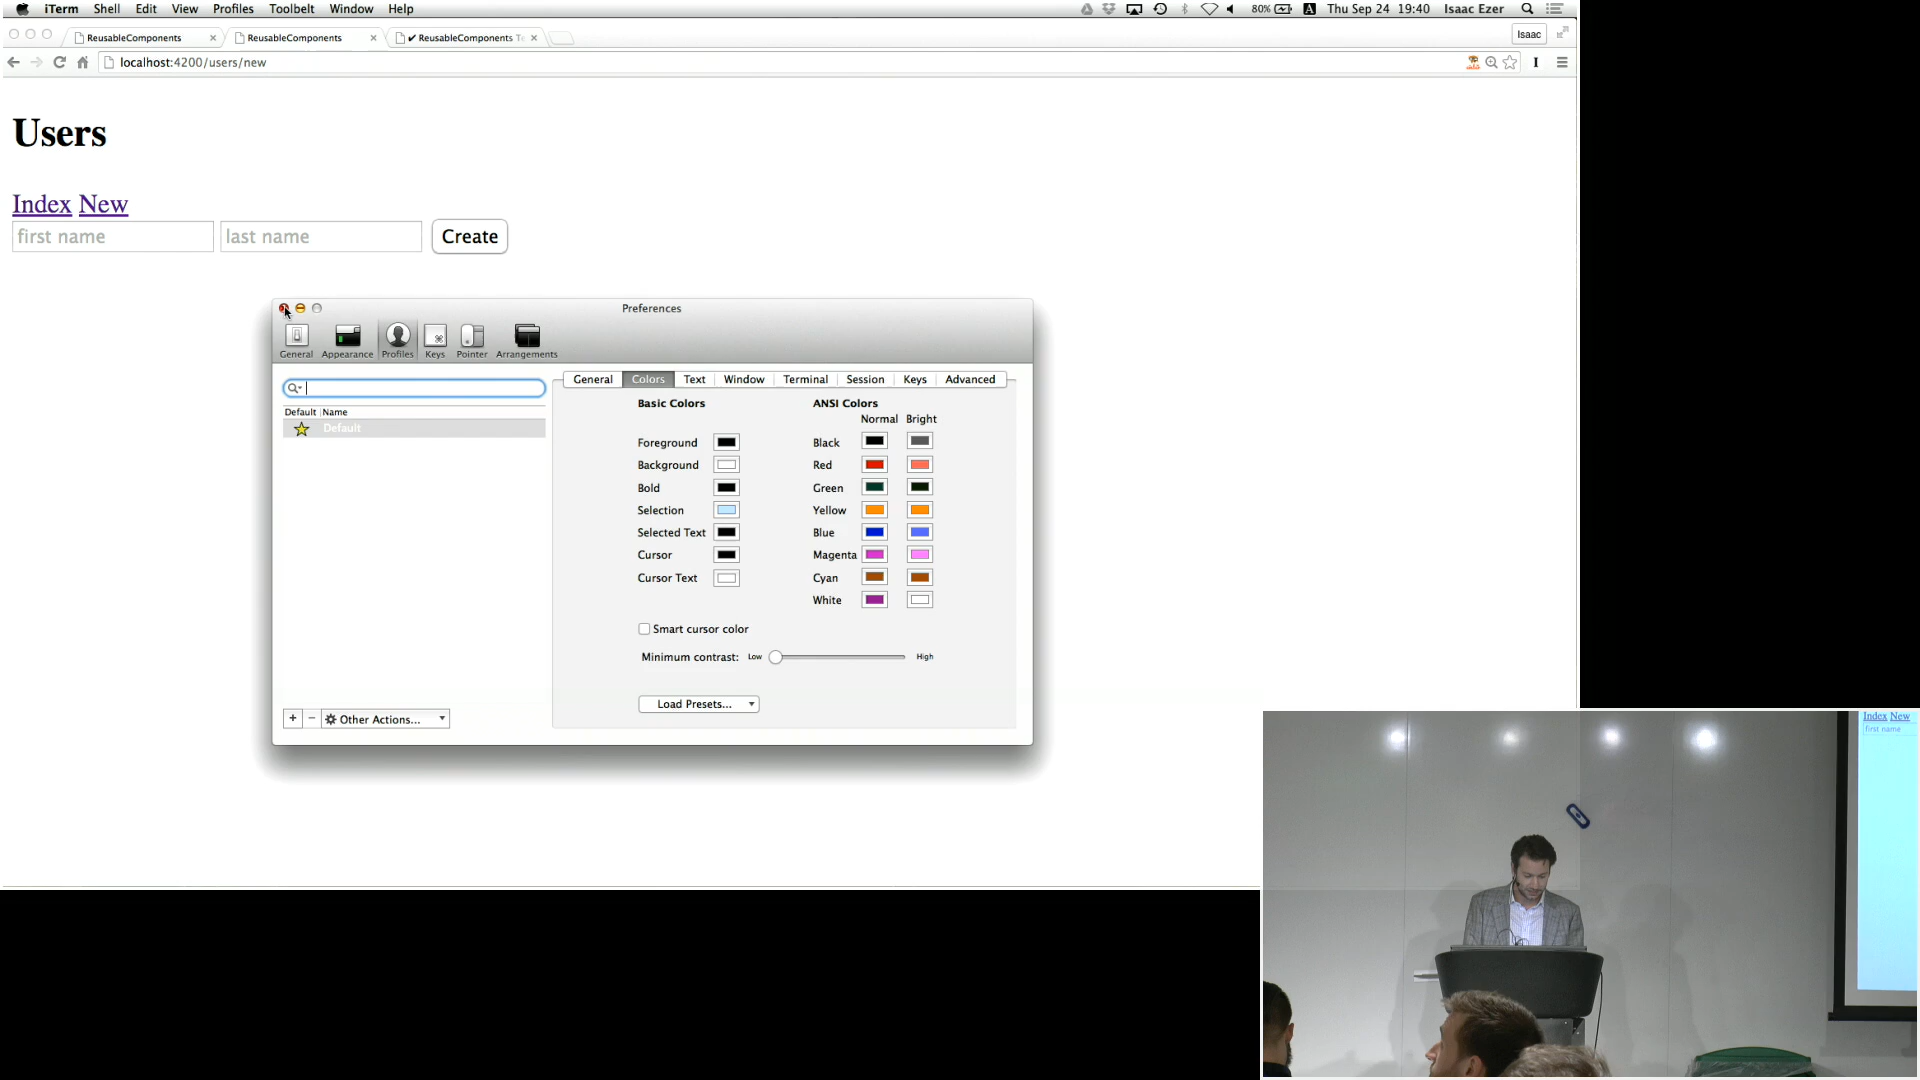 iTerm Shell Edit View Profiles Toolbelt Window Help 80% A Thu Sep 24 19:40 Isaac Ezer
ReusableComponents ReusableComponents ✔ ReusableComponents Te Isaac
localhost:4200/users/new I
Users
Index New
first name last name Create
Preferences
General Appearance Profiles Keys Pointer Arrangements
General Colors Text Window Terminal Session Keys Advanced
Default Name
Default
Basic Colors
Foreground
Background
Bold
Selection
Selected Text
Cursor
Cursor Text
ANSI Colors
Normal Bright
Black
Red
Green
Yellow
Blue
Magenta
Cyan
White
Smart cursor color
Minimum contrast: Low High
Load Presets...
+ − Other Actions...
Index New
first name